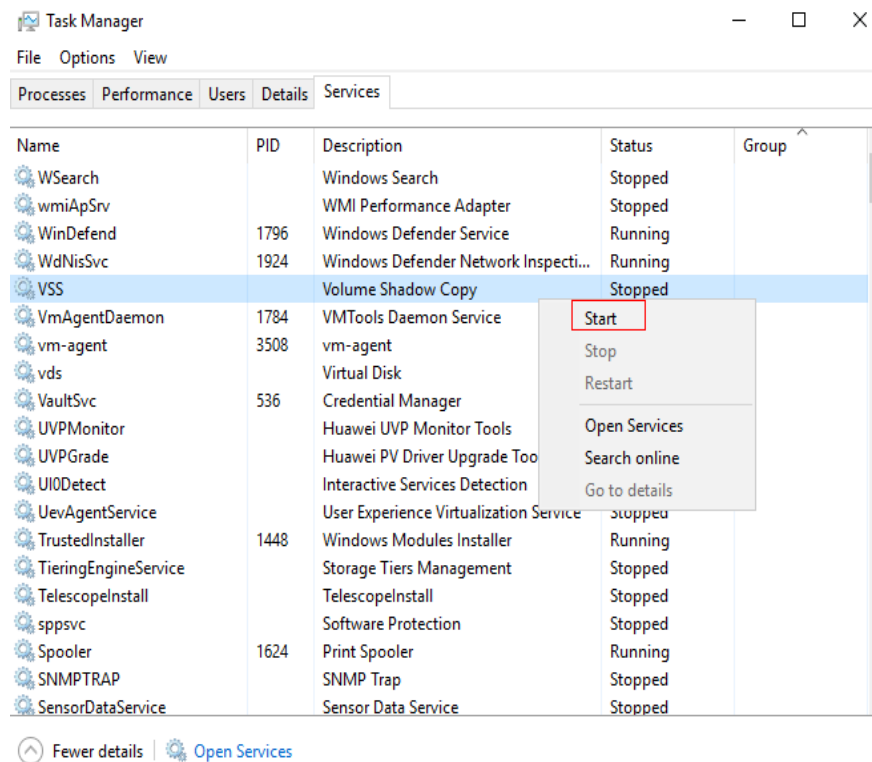 Task Manager
File Options View
Processes Performance Users Details Services
Name PID Description Status Group
WSearch Windows Search Stopped
wmiApSrv WMI Performance Adapter Stopped
WinDefend 1796 Windows Defender Service Running
WdNisSvc 1924 Windows Defender Network Inspecti... Running
VSS Volume Shadow Copy Stopped
VmAgentDaemon 1784 VMTools Daemon Service Start
vm-agent 3508 vm-agent Stop
vds Virtual Disk Restart
VaultSvc 536 Credential Manager
UVPMonitor Huawei UVP Monitor Tools Open Services
UVPGrade Huawei PV Driver Upgrade Too Search online
UI0Detect Interactive Services Detection Go to details
UevAgentService User Experience Virtualization Service Stopped
TrustedInstaller 1448 Windows Modules Installer Running
TieringEngineService Storage Tiers Management Stopped
TelescopeInstall TelescopeInstall Stopped
sppsvc Software Protection Stopped
Spooler 1624 Print Spooler Running
SNMPTRAP SNMP Trap Stopped
SensorDataService Sensor Data Service Stopped
Fewer details Open Services